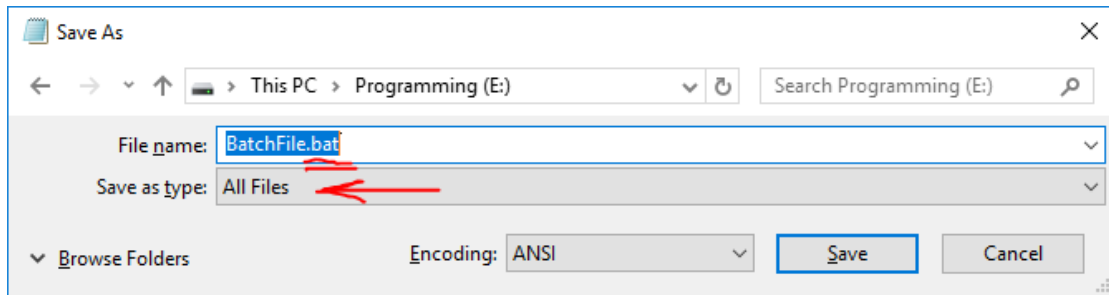 Save As
This PC > Programming (E:) Search Programming (E:)
File name: BatchFile.bat
Save as type: All Files
Browse Folders Encoding: ANSI Save Cancel